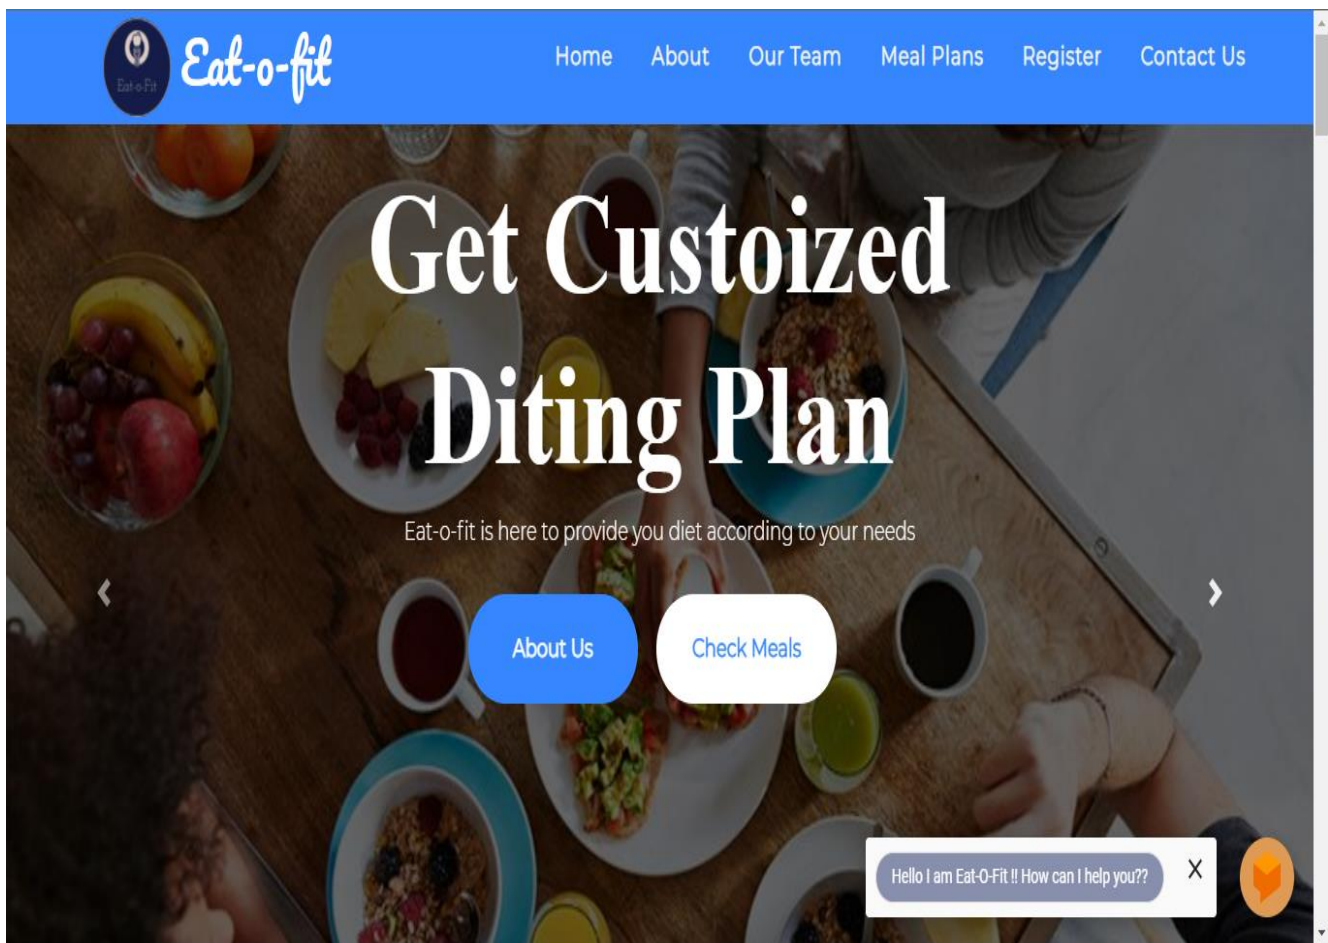 Eat-o-Fit
Eat-o-fit
Home About Our Team Meal Plans Register Contact Us
Get Custoized
Diting Plan
Eat-o-fit is here to provide you diet according to your needs
About Us Check Meals
Hello I am Eat-O-Fit !! How can I help you?? X